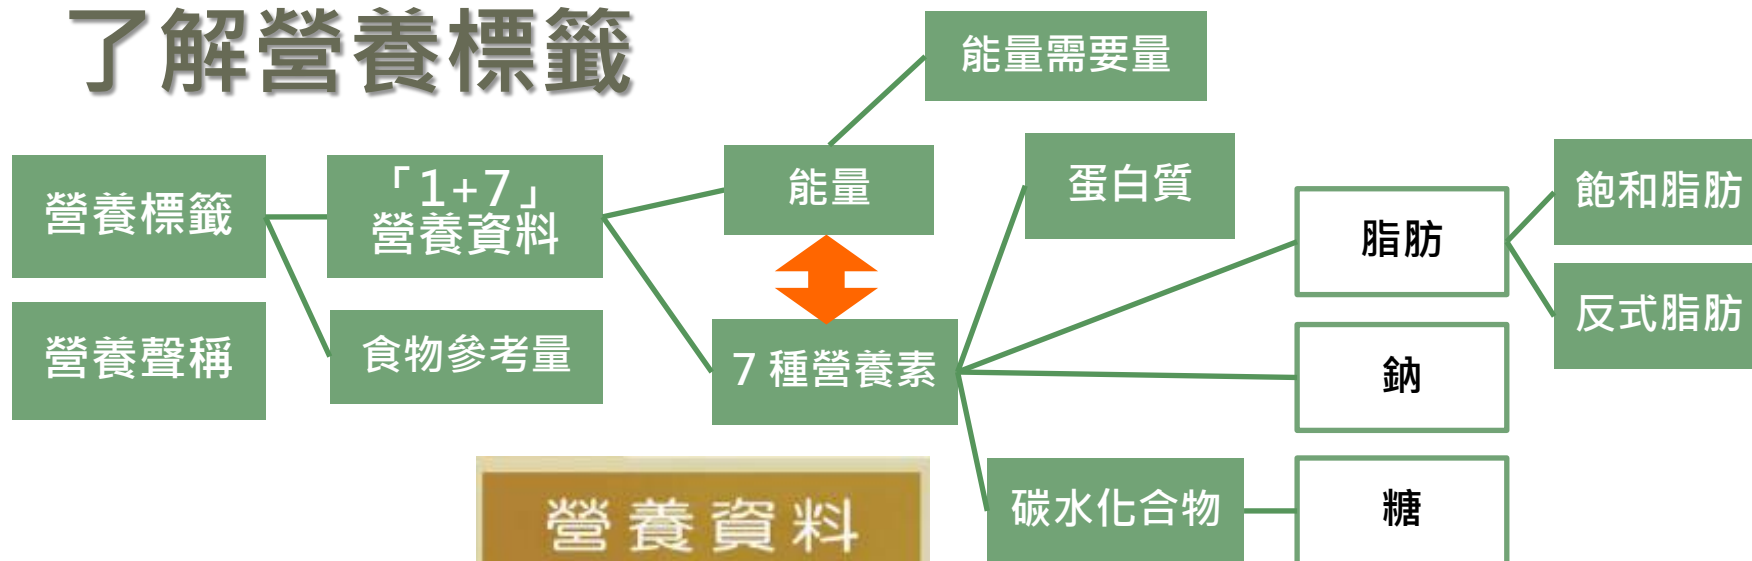 了解營養標籤
能量需要量
營養標籤
「1+7」
營養資料
能量
蛋白質
脂肪
飽和脂肪
反式脂肪
營養聲稱
食物參考量
7 種營養素
鈉
碳水化合物
糖
營養資料